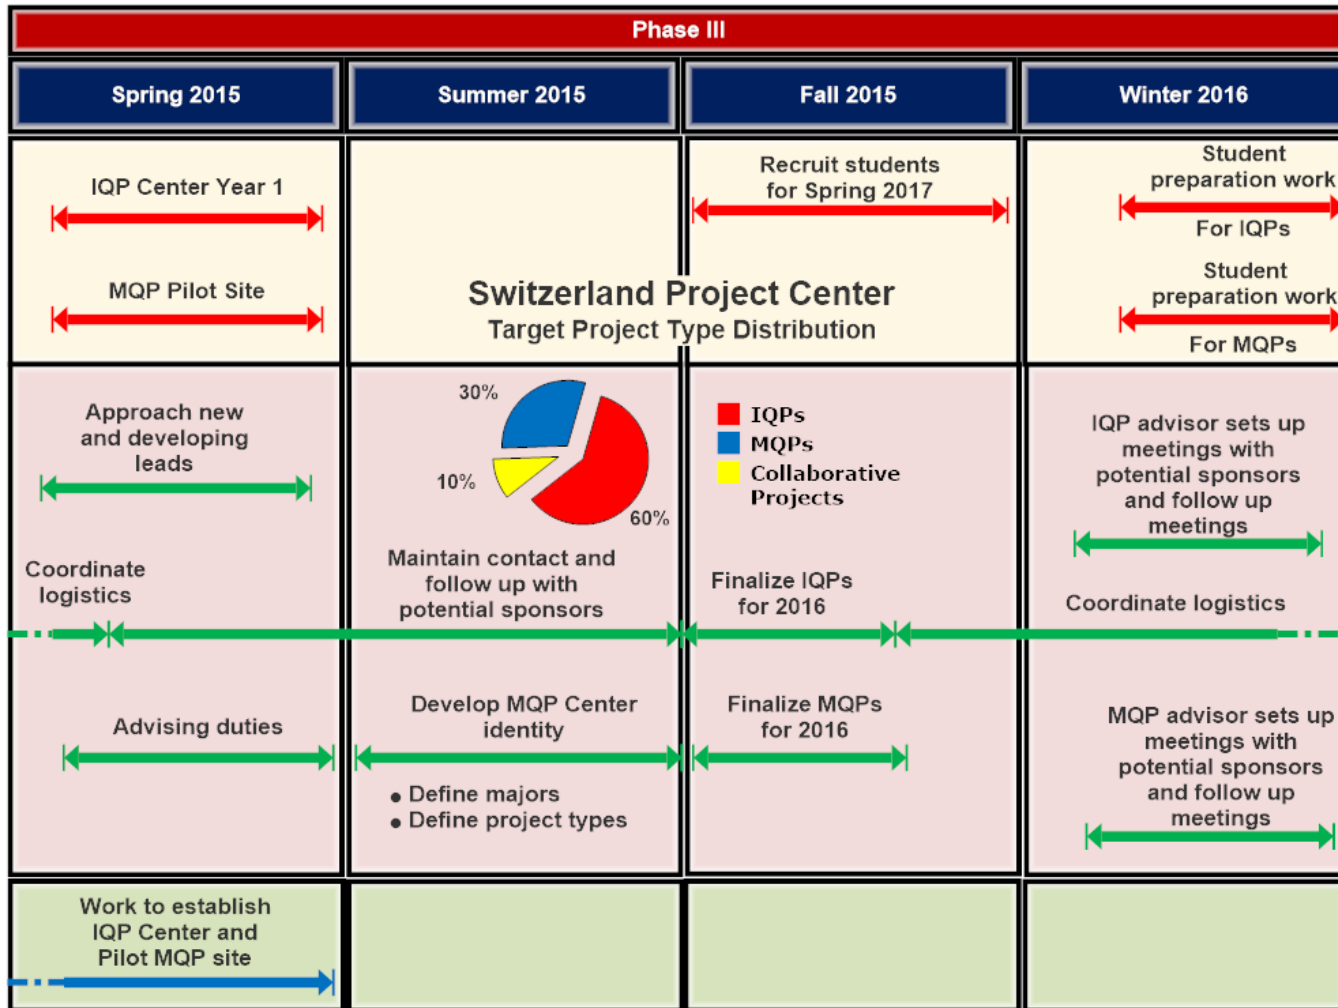 Phase III
Spring 2015
Summer 2015
Fall 2015
Winter 2016
IQP Center Year 1
MQP Pilot Site
Recruit students
for Spring 2017
Student
preparation work
For IQPs
Student
preparation work
For MQPs
Switzerland Project Center
Target Project Type Distribution
30%
10%
60%
IQPs
MQPs
Collaborative
Projects
Approach new
and developing
leads
IQP advisor sets up
meetings with
potential sponsors
and follow up
meetings
Coordinate
logistics
Maintain contact and
follow up with
potential sponsors
Finalize IQPs
for 2016
Coordinate logistics
Advising duties
Develop MQP Center
identity
• Define majors
• Define project types
Finalize MQPs
for 2016
MQP advisor sets up
meetings with
potential sponsors
and follow up
meetings
Work to establish
IQP Center and
Pilot MQP site